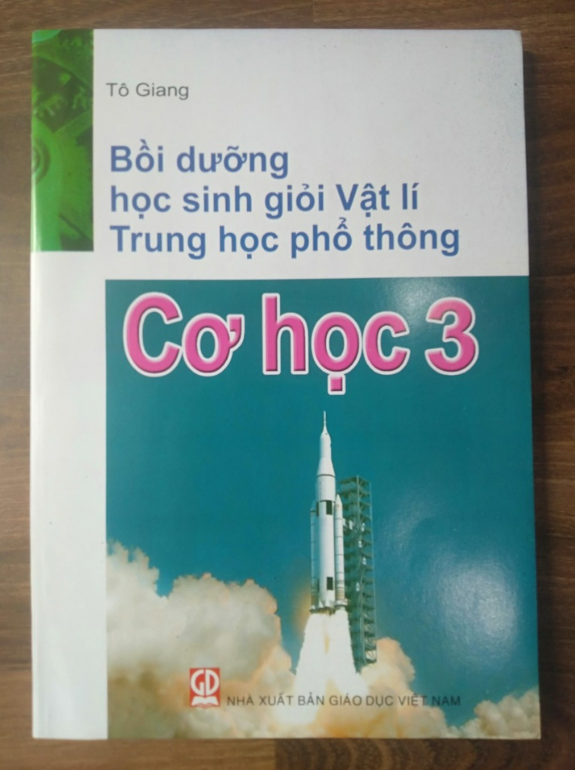 Tô Giang
Bồi dưỡng
học sinh giỏi Vật lí
Trung học phổ thông
Cơ học 3
GD
NHÀ XUẤT BẢN GIÁO DỤC VIỆT NAM